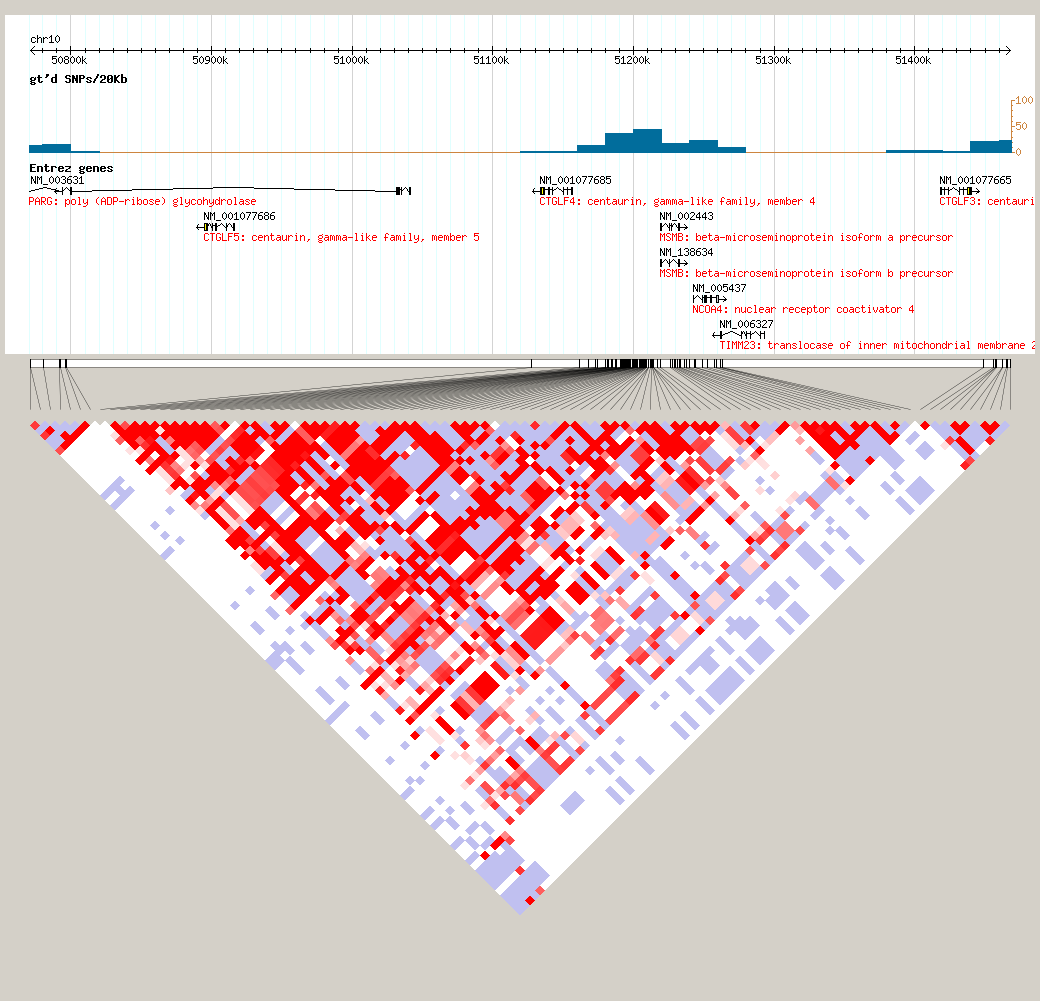 chr10
50800k 50900k 51000k 51100k 51200k 51300k 51400k
gt'd SNPs/20Kb
100
50
0
Entrez genes
NM_003631 NM_001077685 NM_001077665
PARG: poly (ADP-ribose) glycohydrolase CTGLF4: centaurin, gamma-like family, member 4 CTGLF3: centauri
NM_001077686 NM_002443
CTGLF5: centaurin, gamma-like family, member 5 MSMB: beta-microseminoprotein isoform a precursor
NM_138634
MSMB: beta-microseminoprotein isoform b precursor
NM_005437
NCOA4: nuclear receptor coactivator 4
NM_006327
TIMM23: translocase of inner mitochondrial membrane 2